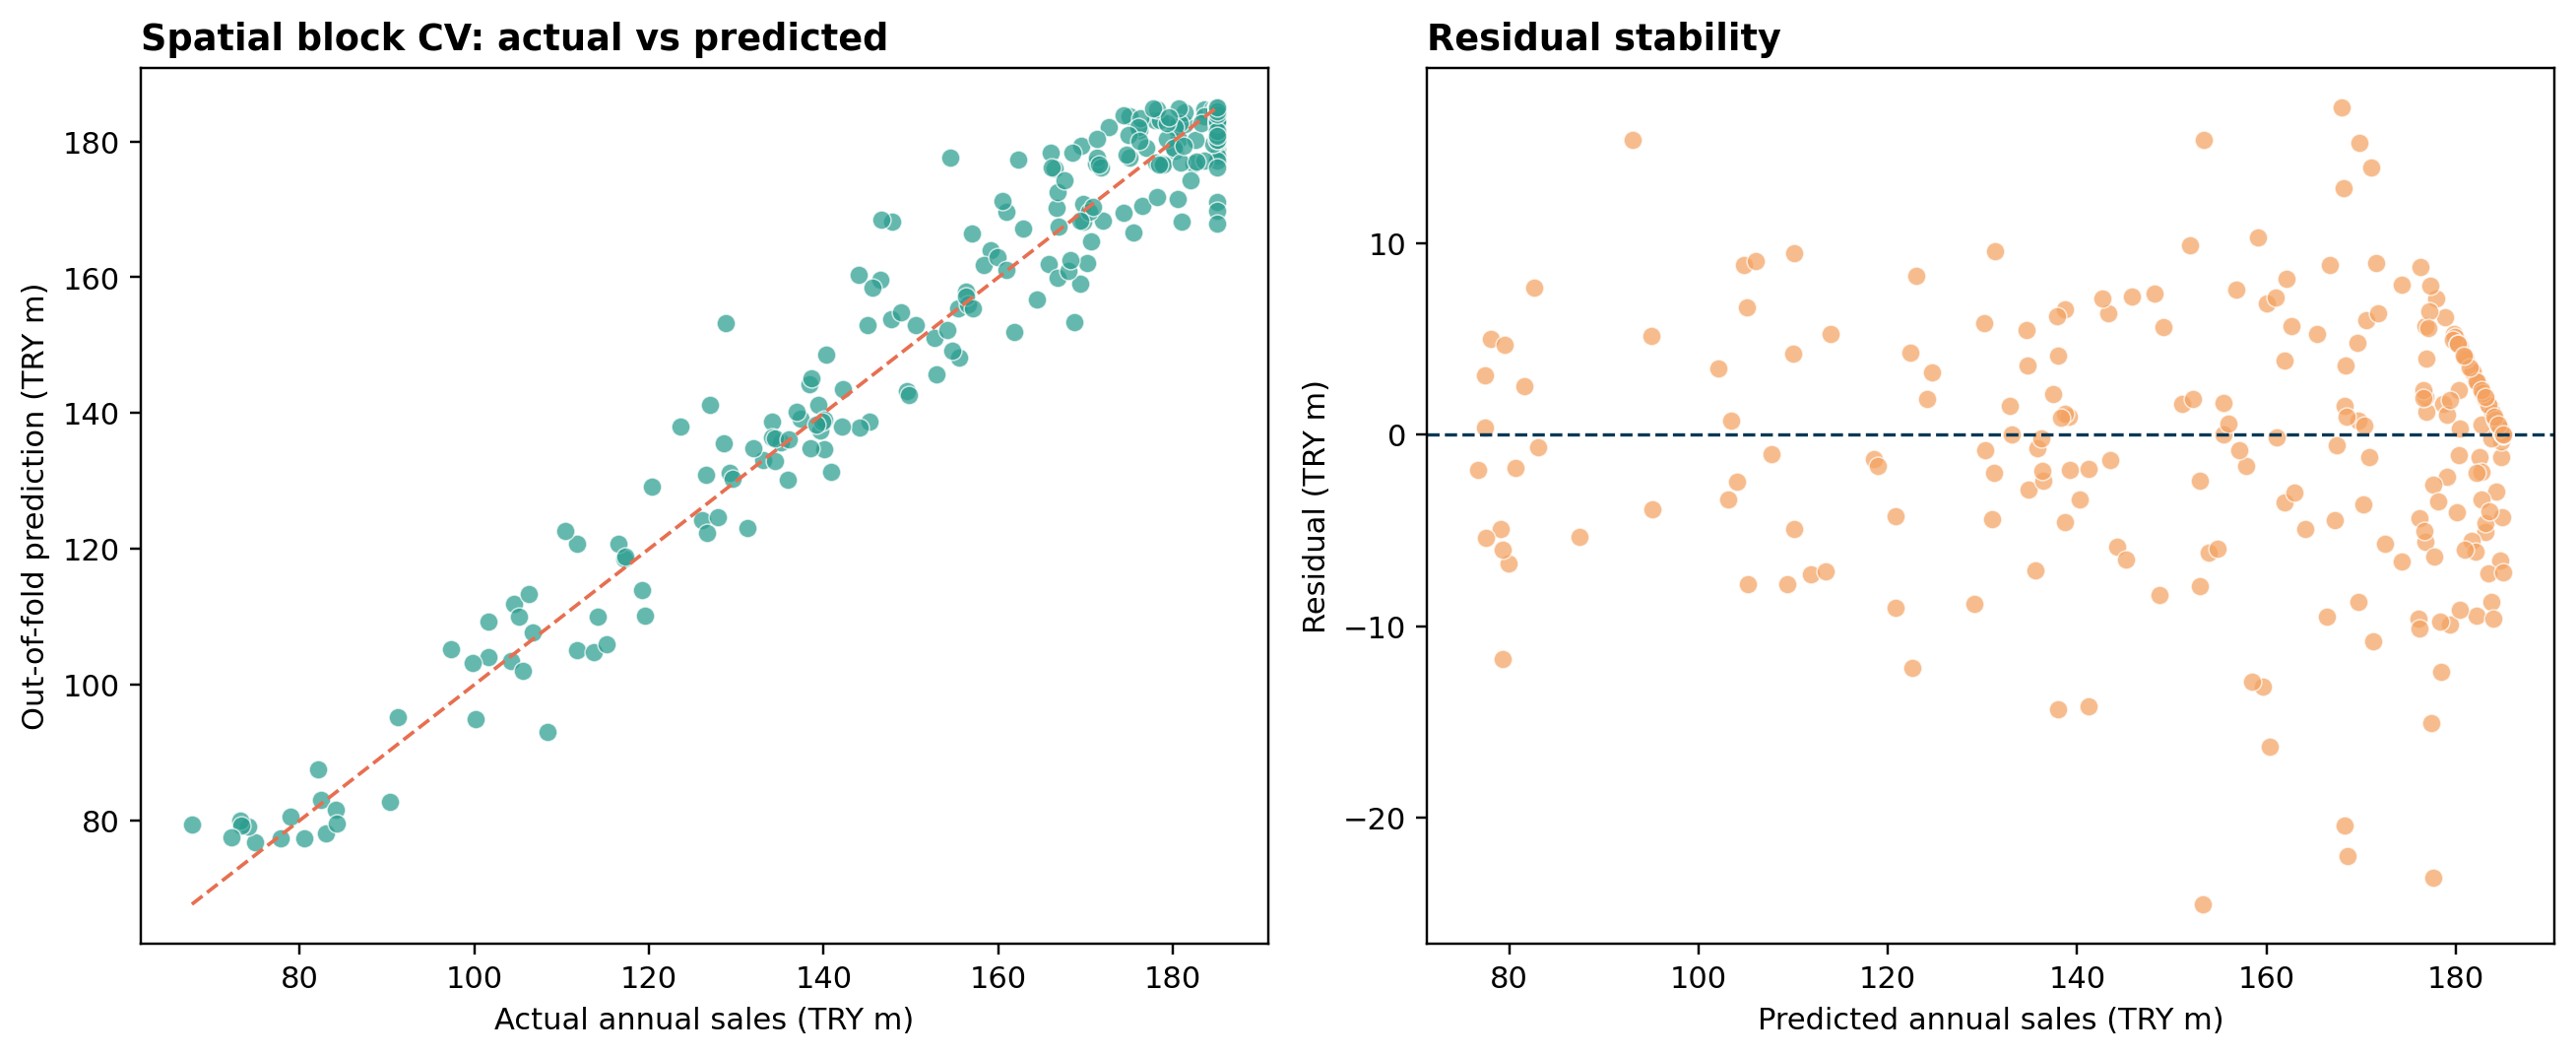 Spatial block CV: actual vs predicted
Out-of-fold prediction (TRY m)
180
160
140
120
100
80
80 100 120 140 160 180
Actual annual sales (TRY m)
Residual stability
Residual (TRY m)
10
0
−10
−20
80 100 120 140 160 180
Predicted annual sales (TRY m)